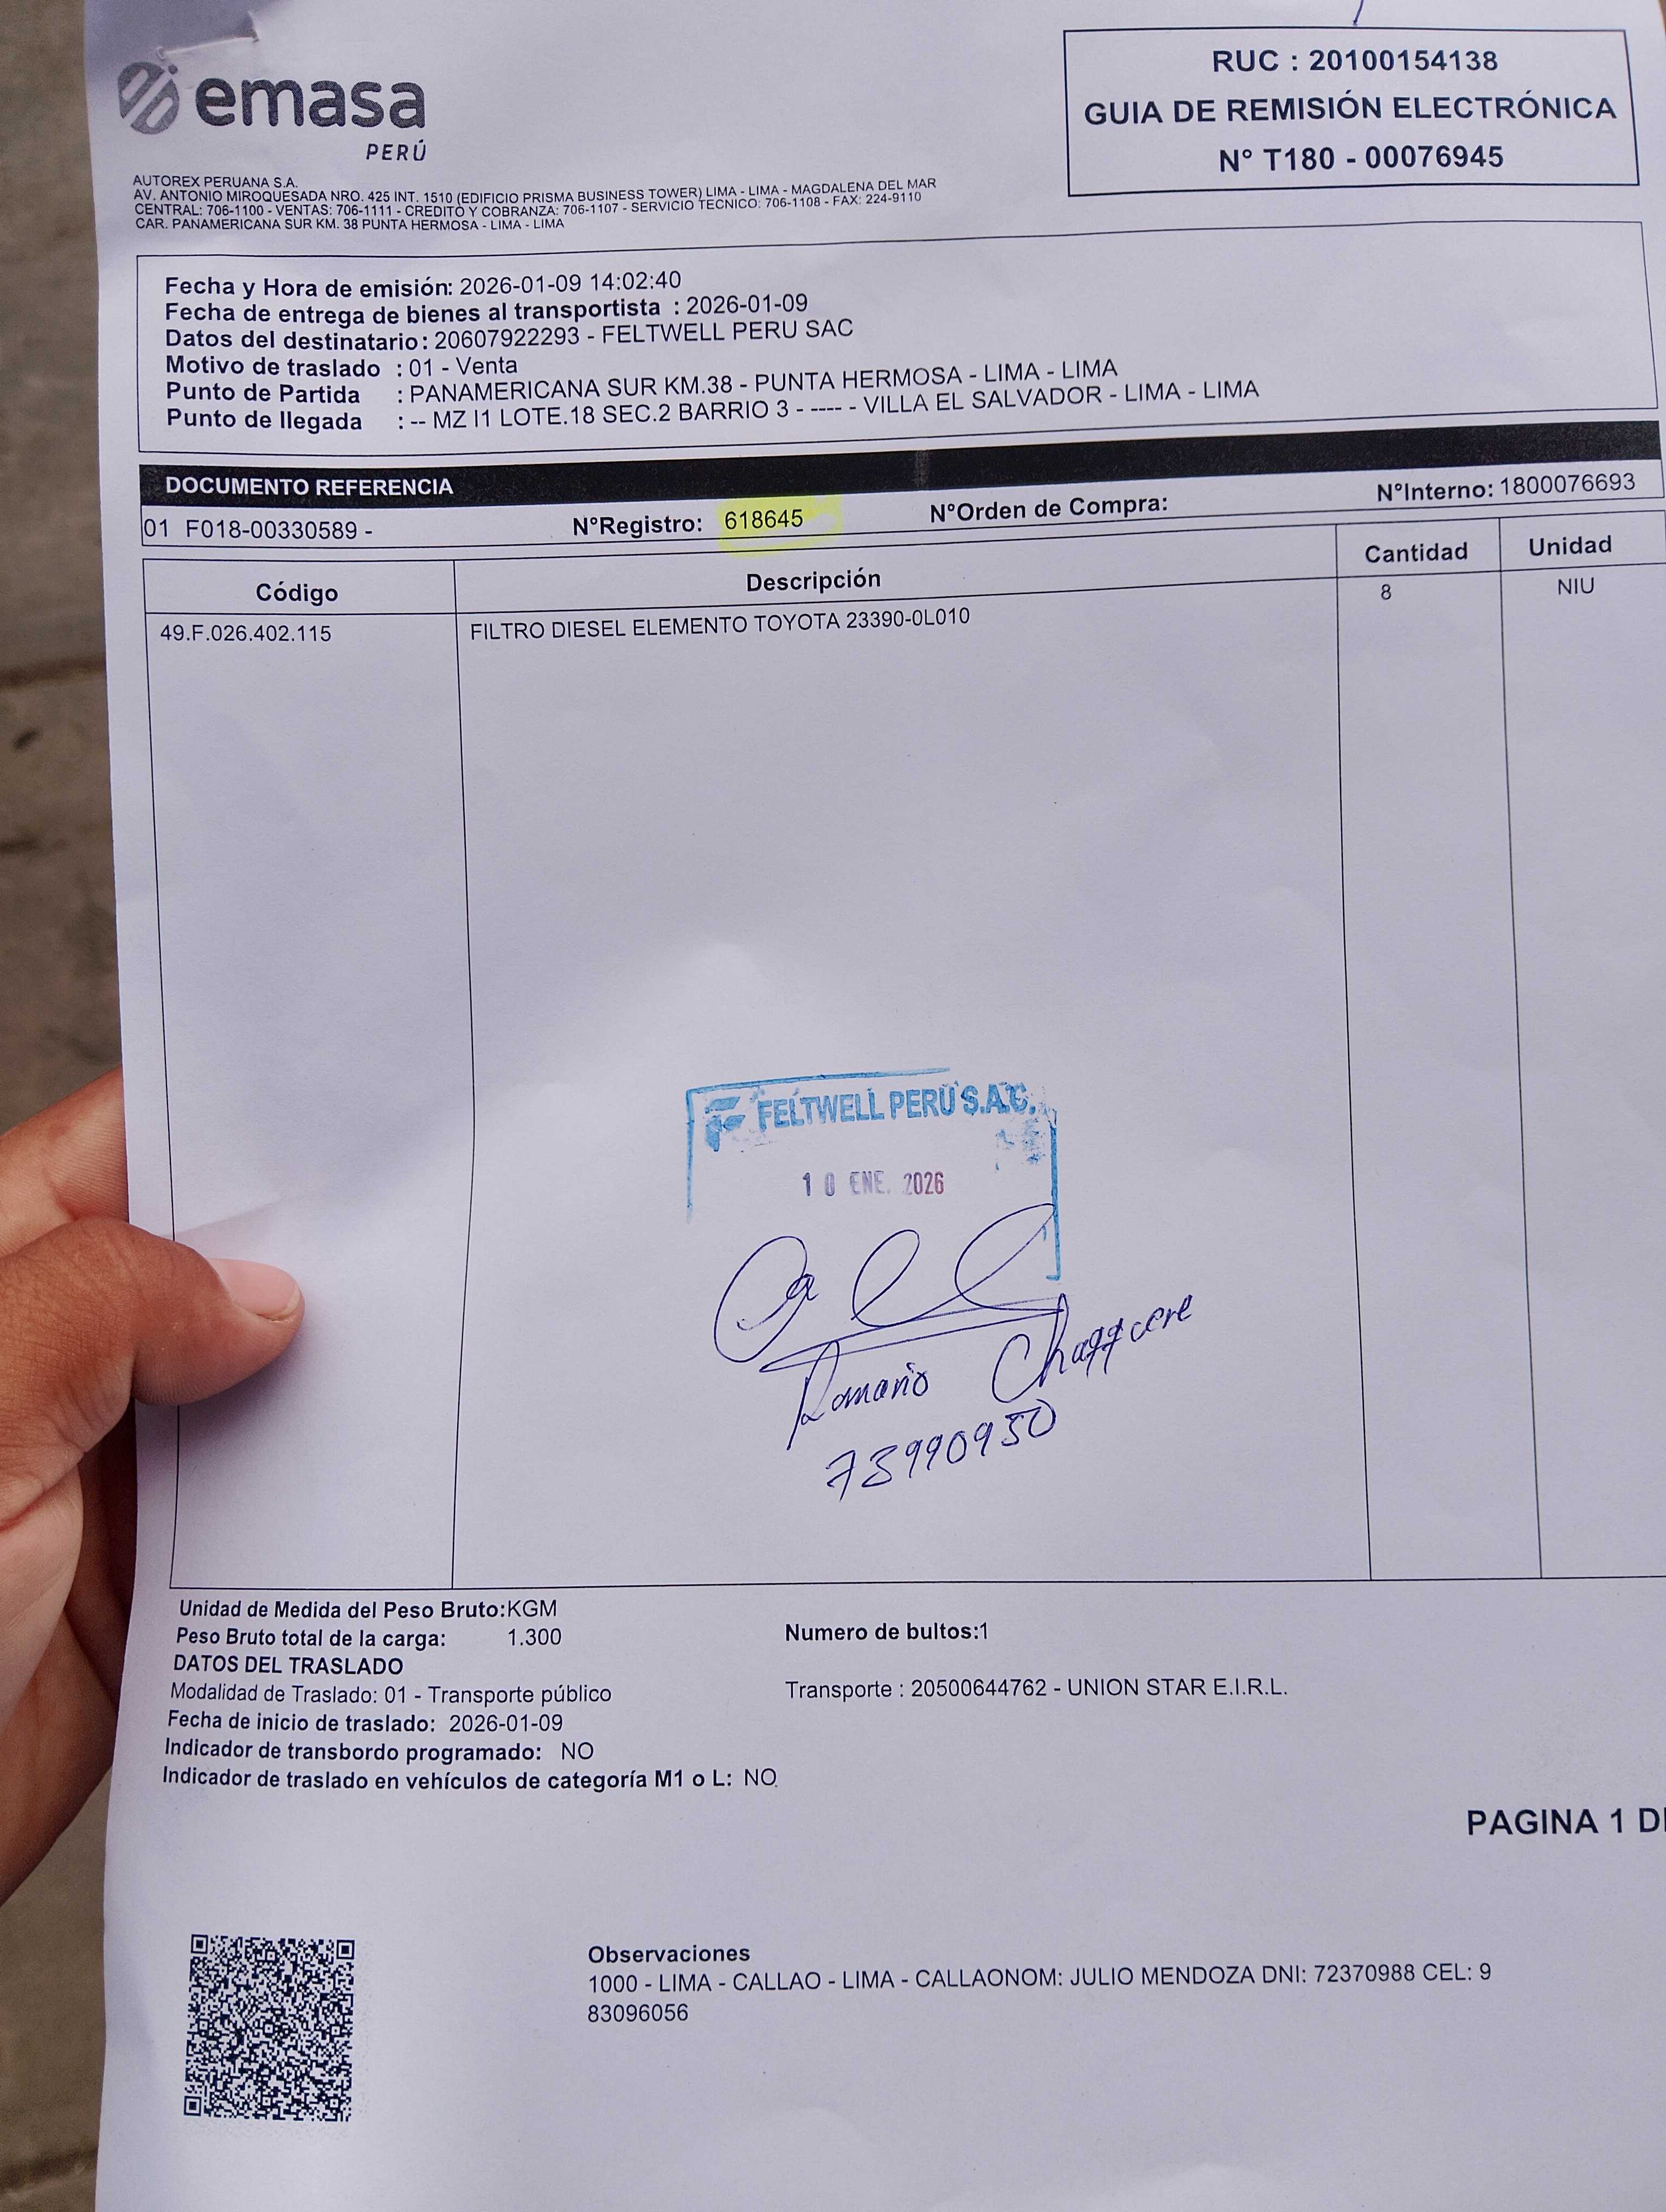 emasa
PERÚ
RUC : 20100154138
GUIA DE REMISIÓN ELECTRÓNICA
N° T180 - 00076945
AUTOREX PERUANA S.A.
AV. ANTONIO MIROQUESADA NRO. 425 INT. 1510 (EDIFICIO PRISMA BUSINESS TOWER) LIMA - LIMA - MAGDALENA DEL MAR
CENTRAL: 706-1100 - VENTAS: 706-1111 - CREDITO Y COBRANZA: 706-1107 - SERVICIO TECNICO: 706-1108 - FAX: 224-9110
CAR. PANAMERICANA SUR KM. 38 PUNTA HERMOSA - LIMA - LIMA
Fecha y Hora de emisión: 2026-01-09 14:02:40
Fecha de entrega de bienes al transportista : 2026-01-09
Datos del destinatario: 20607922293 - FELTWELL PERU SAC
Motivo de traslado : 01 - Venta
Punto de Partida : PANAMERICANA SUR KM.38 - PUNTA HERMOSA - LIMA - LIMA
Punto de llegada : -- MZ I1 LOTE.18 SEC.2 BARRIO 3 - ---- - VILLA EL SALVADOR - LIMA - LIMA
DOCUMENTO REFERENCIA
01 F018-00330589 - N°Registro: 618645 N°Orden de Compra: N°Interno: 1800076693
Código Descripción Cantidad Unidad
49.F.026.402.115 FILTRO DIESEL ELEMENTO TOYOTA 23390-0L010 8 NIU
FELTWELL PERU S.A.C.
10 ENE. 2026
Romario Chaqquere
73990950
Unidad de Medida del Peso Bruto:KGM
Peso Bruto total de la carga: 1.300 Numero de bultos:1
DATOS DEL TRASLADO
Modalidad de Traslado: 01 - Transporte público Transporte : 20500644762 - UNION STAR E.I.R.L.
Fecha de inicio de traslado: 2026-01-09
Indicador de transbordo programado: NO
Indicador de traslado en vehículos de categoría M1 o L: NO
PAGINA 1 D
Observaciones
1000 - LIMA - CALLAO - LIMA - CALLAONOM: JULIO MENDOZA DNI: 72370988 CEL: 9
83096056